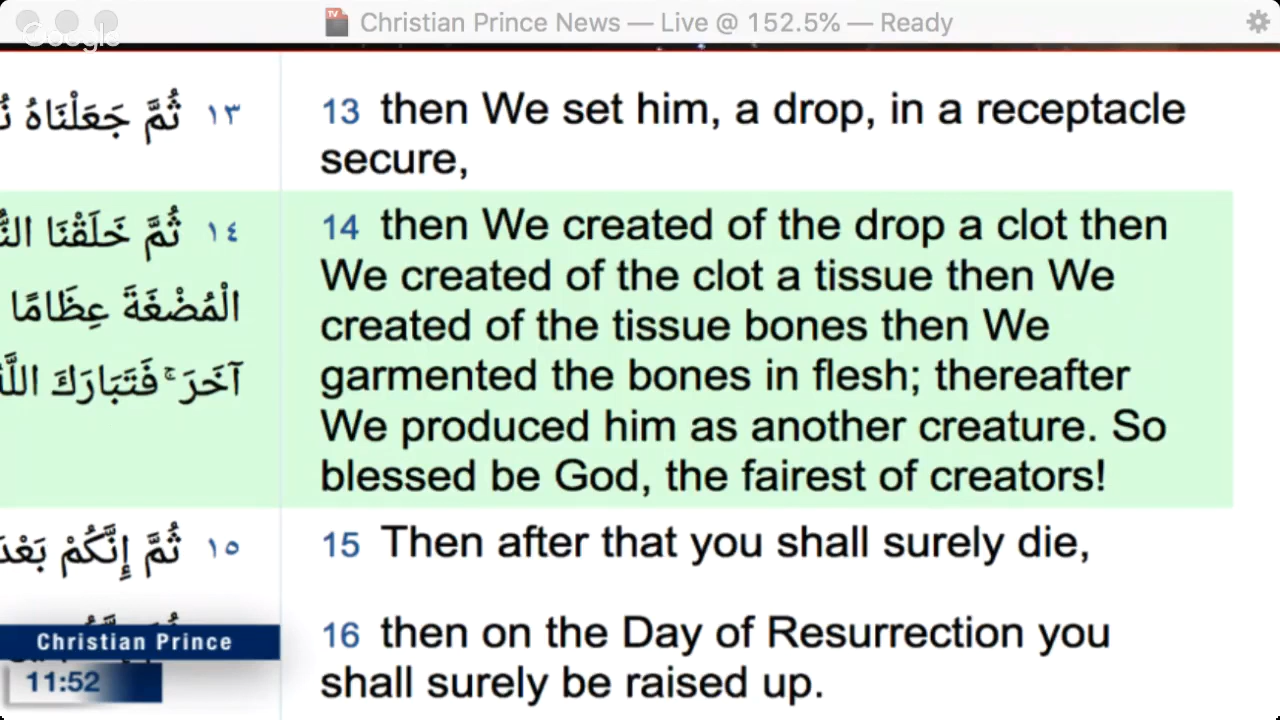 Google
Christian Prince News — Live @ 152.5% — Ready
13 then We set him, a drop, in a receptacle
secure,
14 then We created of the drop a clot then
We created of the clot a tissue then We
created of the tissue bones then We
garmented the bones in flesh; thereafter
We produced him as another creature. So
blessed be God, the fairest of creators!
15 Then after that you shall surely die,
16 then on the Day of Resurrection you
shall surely be raised up.
١٣ ثُمَّ جَعَلْنَاهُ
١٤ ثُمَّ خَلَقْنَا
الْمُضْغَةَ عِظَامًا
آخَرَ ۚ فَتَبَارَكَ
١٥ ثُمَّ إِنَّكُمْ
Christian Prince
11:52